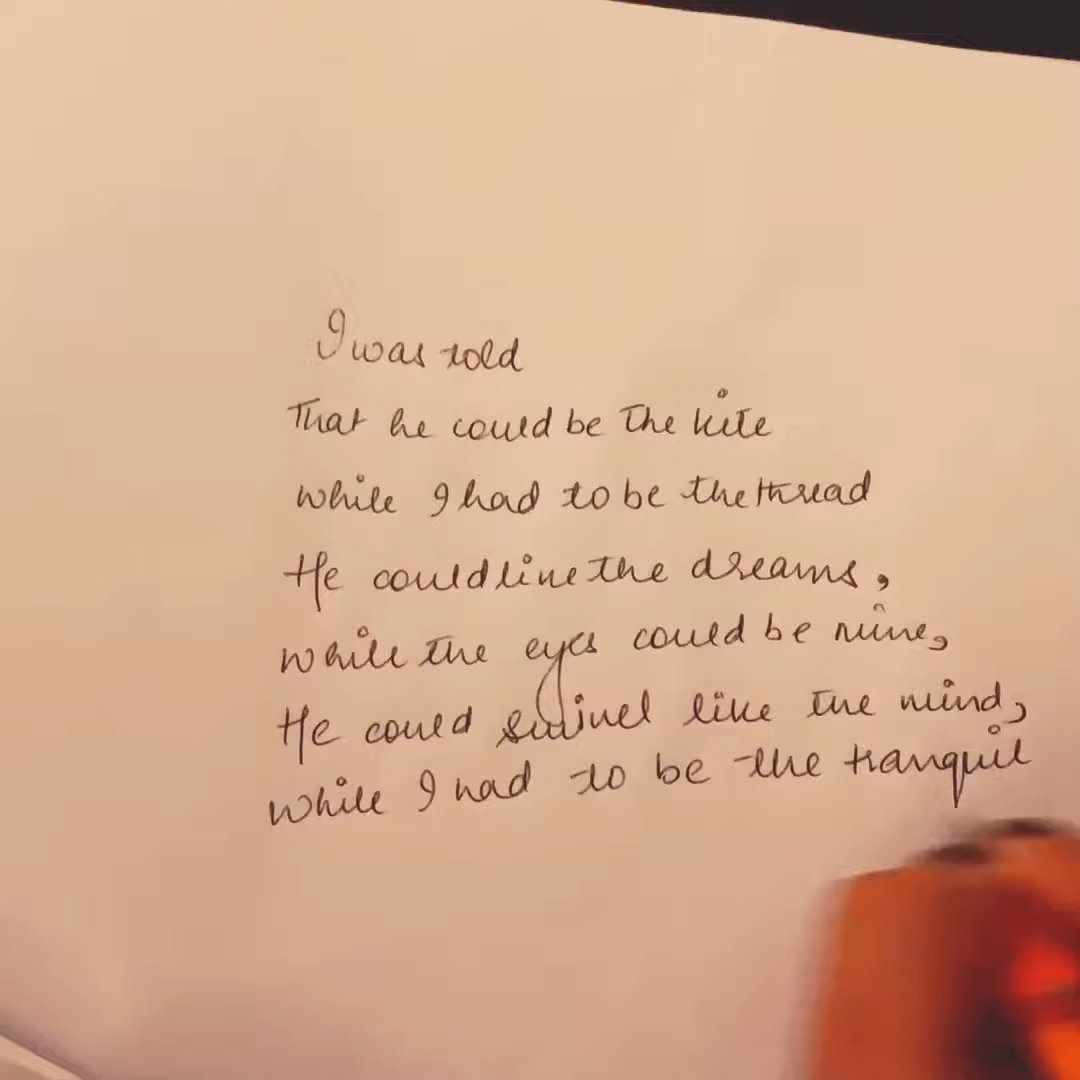 I was told
That he could be the kite
while I had to be the thread
He could live the dreams,
while the eyes could be mine,
He could swivel like the wind,
while I had to be the tranquil